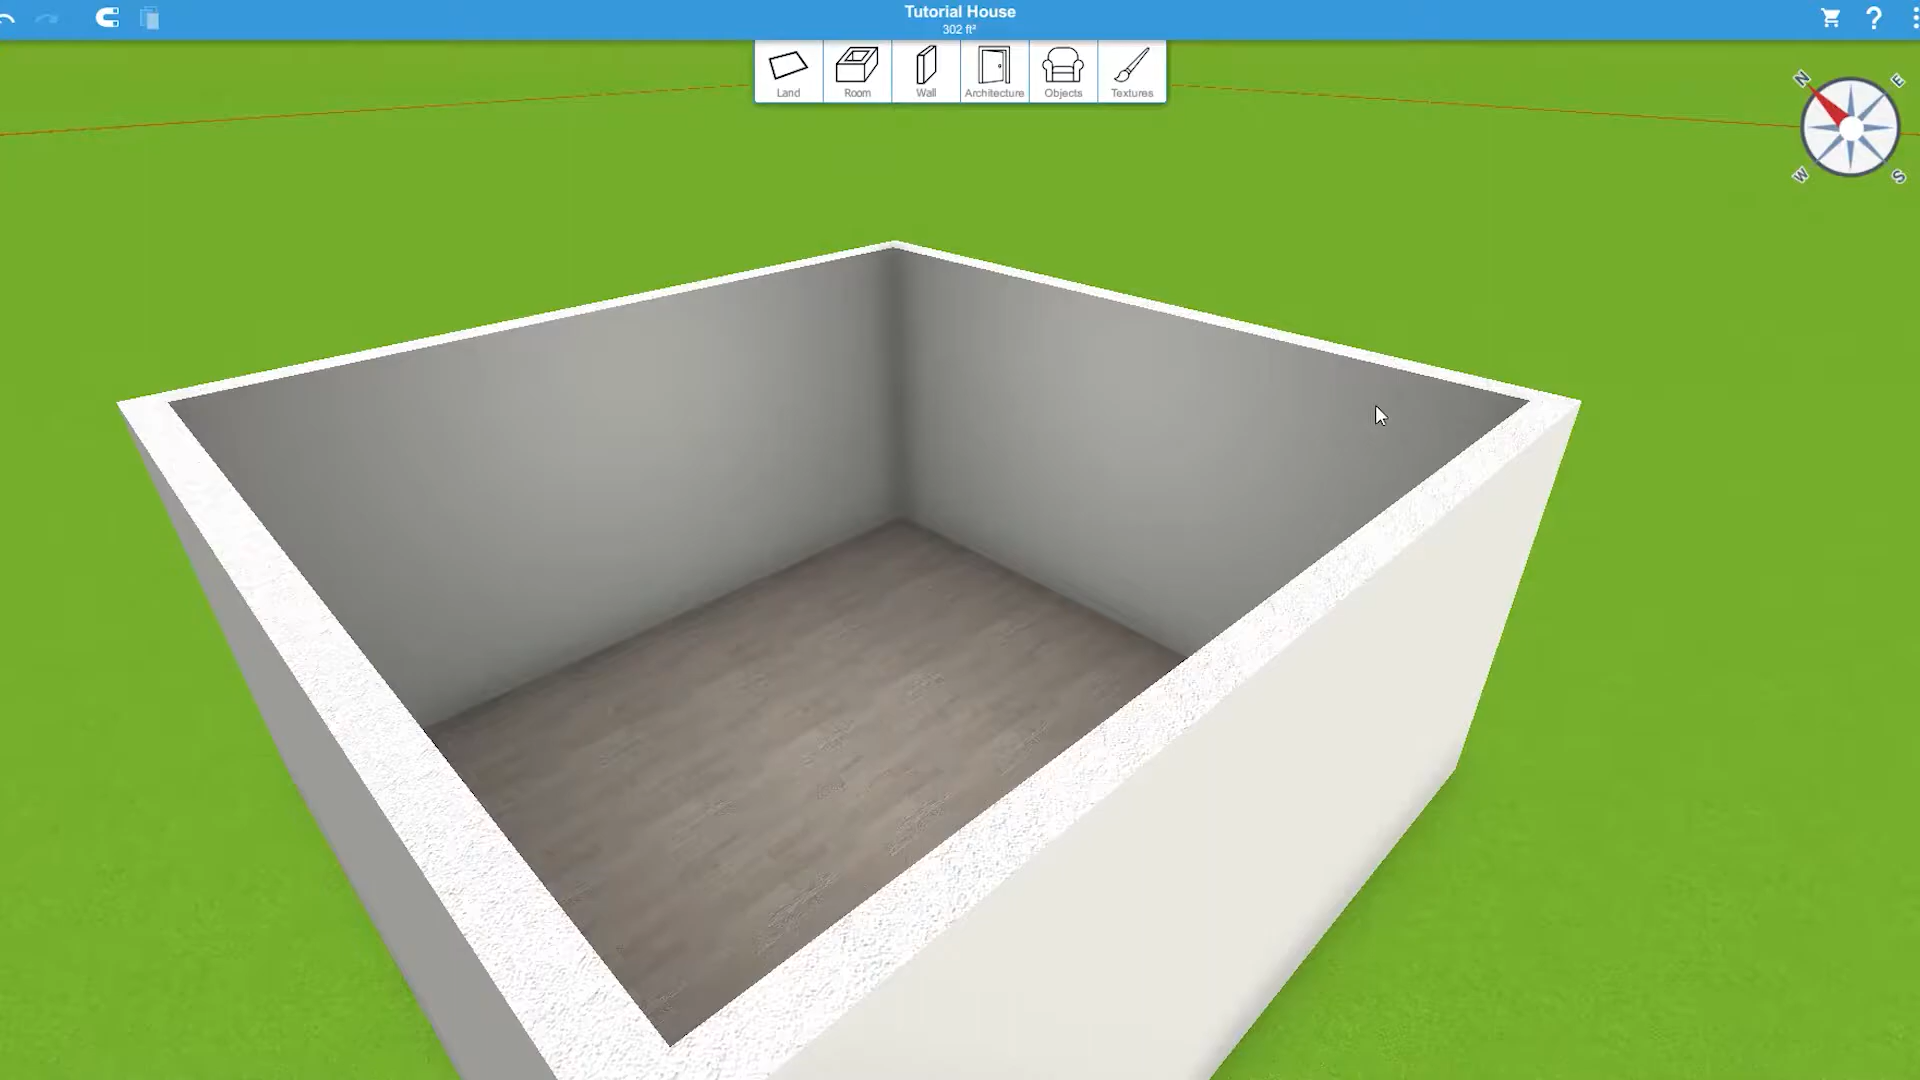 Tutorial House
302 ft²
Land
Room
Wall
Architecture
Objects
Textures
N
E
W
S
?